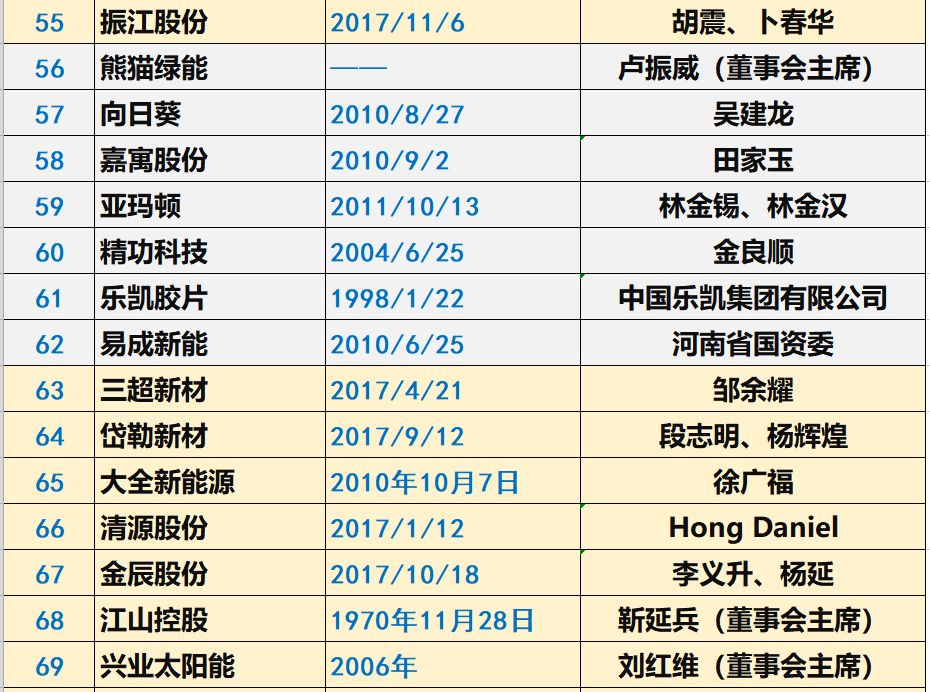 55 振江股份 2017/11/6 胡震、卜春华
56 熊猫绿能 —— 卢振威（董事会主席）
57 向日葵 2010/8/27 吴建龙
58 嘉寓股份 2010/9/2 田家玉
59 亚玛顿 2011/10/13 林金锡、林金汉
60 精功科技 2004/6/25 金良顺
61 乐凯胶片 1998/1/22 中国乐凯集团有限公司
62 易成新能 2010/6/25 河南省国资委
63 三超新材 2017/4/21 邹余耀
64 岱勒新材 2017/9/12 段志明、杨辉煌
65 大全新能源 2010年10月7日 徐广福
66 清源股份 2017/1/12 Hong Daniel
67 金辰股份 2017/10/18 李义升、杨延
68 江山控股 1970年11月28日 靳延兵（董事会主席）
69 兴业太阳能 2006年 刘红维（董事会主席）